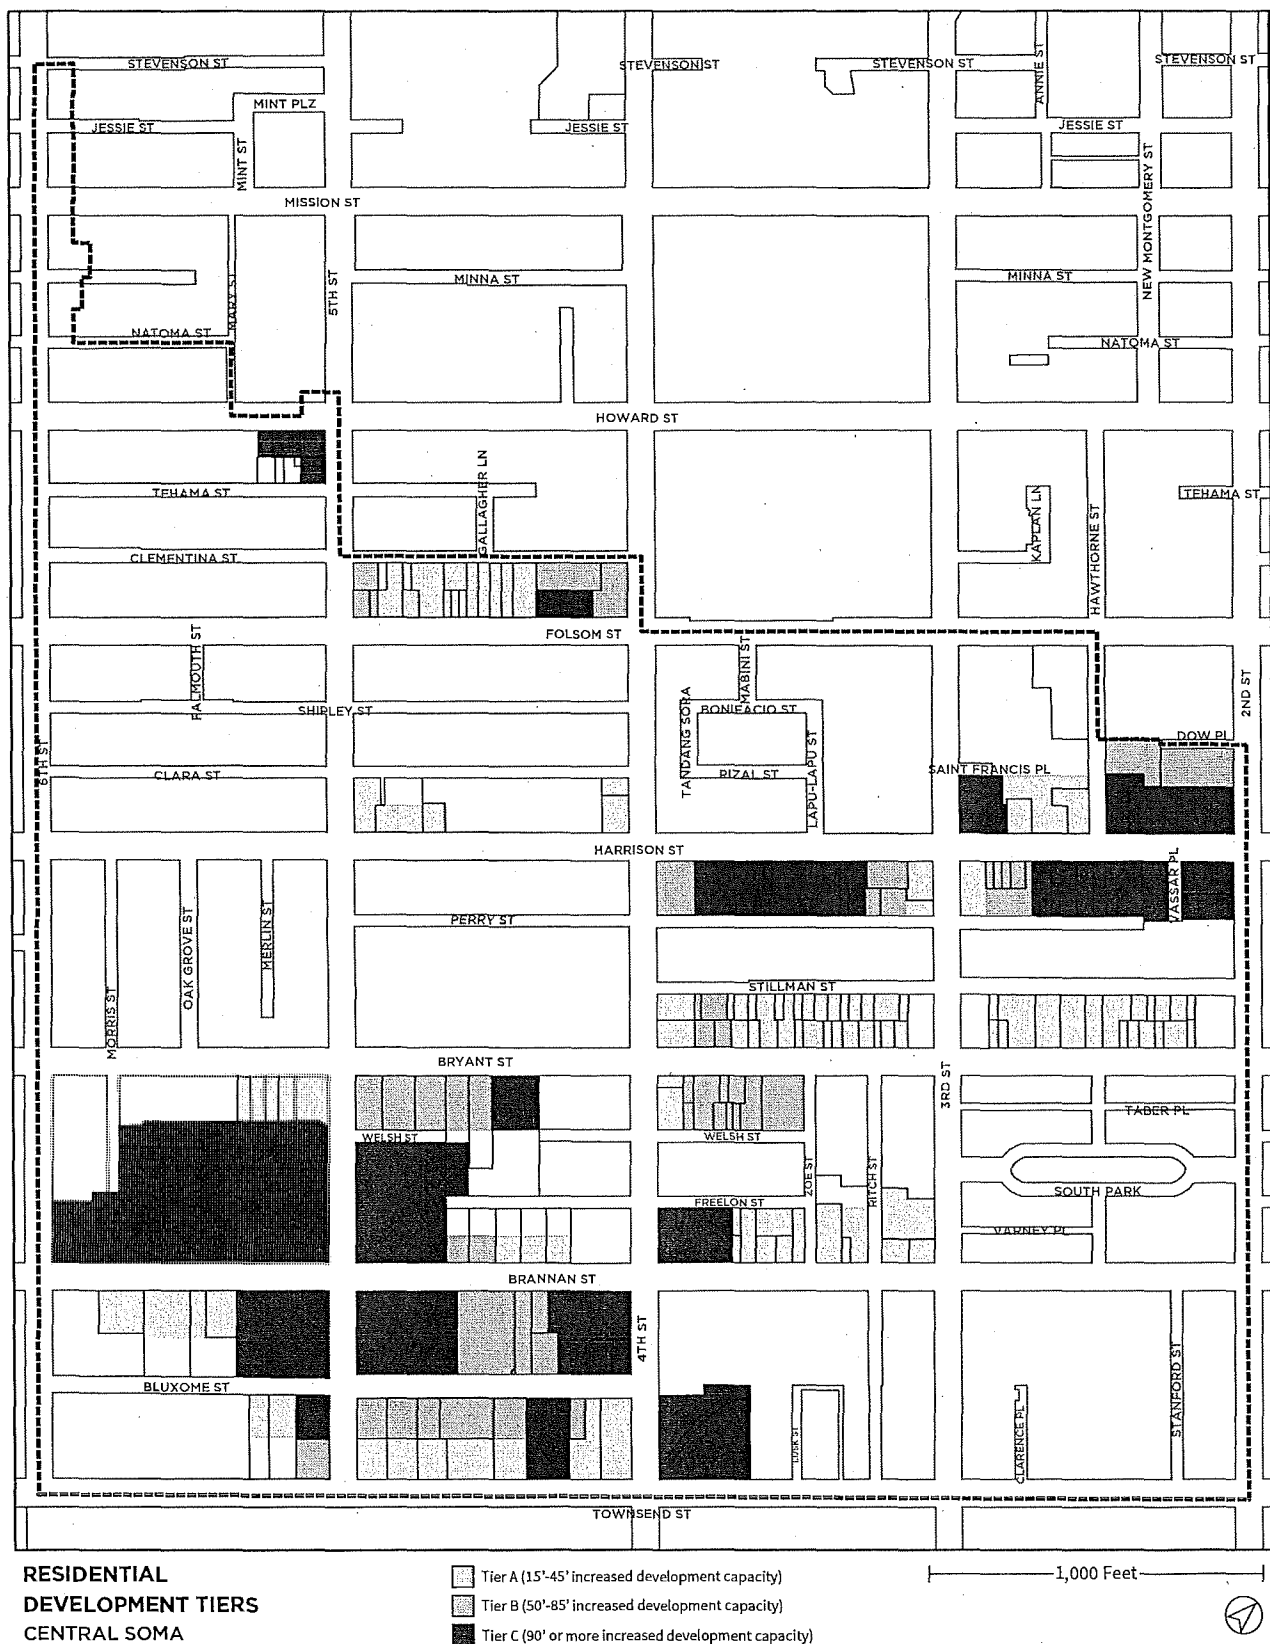 STEVENSON ST
STEVENSON ST
STEVENSON ST
STEVENSON ST
ANNIE ST
MINT PLZ
JESSIE ST
JESSIE ST
JESSIE ST
MINT ST
NEW MONTGOMERY ST
MISSION ST
MINNA ST
MINNA ST
MARY ST
5TH ST
NATOMA ST
NATOMA ST
HOWARD ST
GALLAGHER LN
TEHAMA ST
TEHAMA ST
KAPLAN LN
HAWTHORNE ST
CLEMENTINA ST
FOLSOM ST
FALMOUTH ST
MABINI ST
2ND ST
TANDANG SORA
BONIFACIO ST
SHIPLEY ST
LAPU-LAPU ST
DOW PL
6TH ST
CLARA ST
RIZAL ST
SAINT FRANCIS PL
HARRISON ST
VASSAR PL
PERRY ST
OAK GROVE ST
MERLIN ST
STILLMAN ST
MORRIS ST
BRYANT ST
3RD ST
TABER PL
WELSH ST
WELSH ST
ZOE ST
RITCH ST
SOUTH PARK
FREELON ST
VARNEY PL
BRANNAN ST
4TH ST
STANFORD ST
BLUXOME ST
LUSK ST
CLARENCE PL
TOWNSEND ST
RESIDENTIAL
DEVELOPMENT TIERS
CENTRAL SOMA
Tier A (15'-45' increased development capacity)
Tier B (50'-85' increased development capacity)
Tier C (90' or more increased development capacity)
1,000 Feet